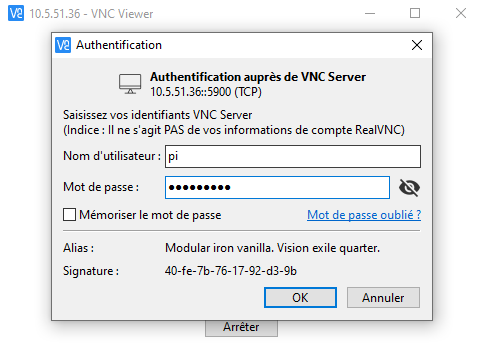 10.5.51.36 - VNC Viewer
Authentification
Authentification auprès de VNC Server
10.5.51.36::5900 (TCP)
Saisissez vos identifiants VNC Server
(Indice : Il ne s'agit PAS de vos informations de compte RealVNC)
Nom d'utilisateur : pi
Mot de passe : •••••••••
Mémoriser le mot de passe Mot de passe oublié ?
Alias : Modular iron vanilla. Vision exile quarter.
Signature : 40-fe-7b-76-17-92-d3-9b
OK Annuler
Arrêter